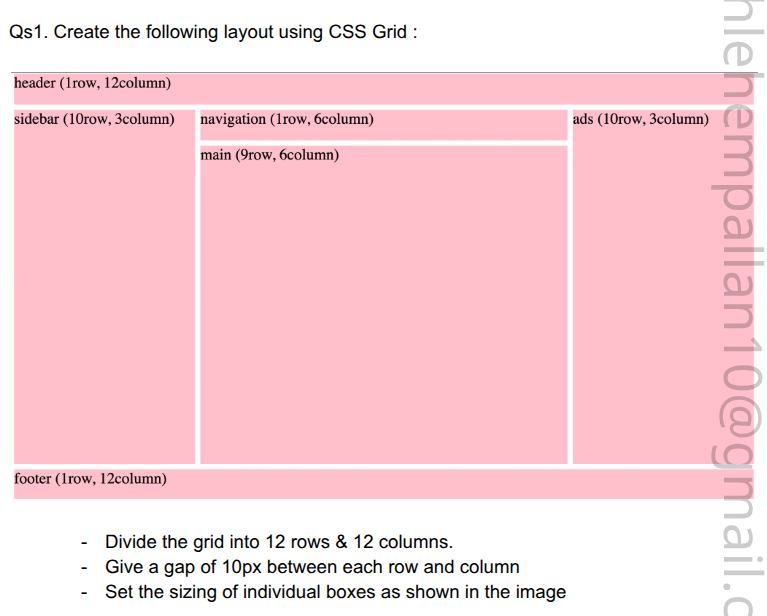 Qs1. Create the following layout using CSS Grid :
header (1row, 12column)
sidebar (10row, 3column)
navigation (1row, 6column)
ads (10row, 3column)
main (9row, 6column)
footer (1row, 12column)
- Divide the grid into 12 rows & 12 columns.
- Give a gap of 10px between each row and column
- Set the sizing of individual boxes as shown in the image
hlehempallan10@gmail.c